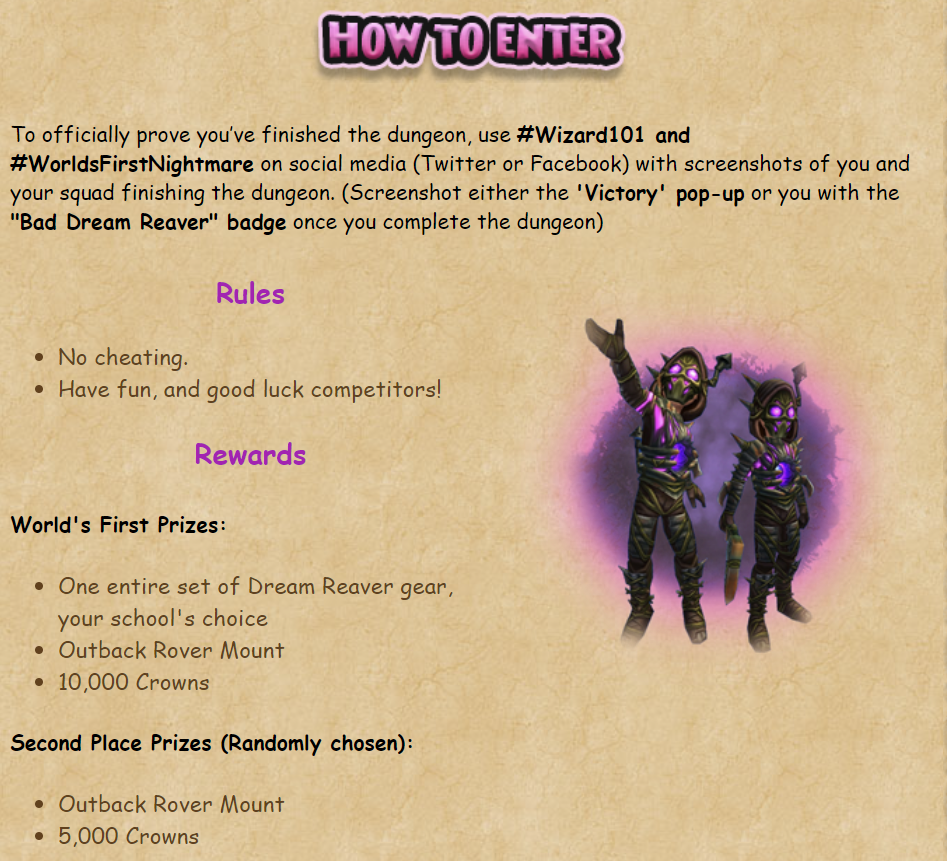 HOW TO ENTER
To officially prove you've finished the dungeon, use #Wizard101 and
#WorldsFirstNightmare on social media (Twitter or Facebook) with screenshots of you and
your squad finishing the dungeon. (Screenshot either the 'Victory' pop-up or you with the
"Bad Dream Reaver" badge once you complete the dungeon)
Rules
• No cheating.
• Have fun, and good luck competitors!
Rewards
World's First Prizes:
• One entire set of Dream Reaver gear,
your school's choice
• Outback Rover Mount
• 10,000 Crowns
Second Place Prizes (Randomly chosen):
• Outback Rover Mount
• 5,000 Crowns